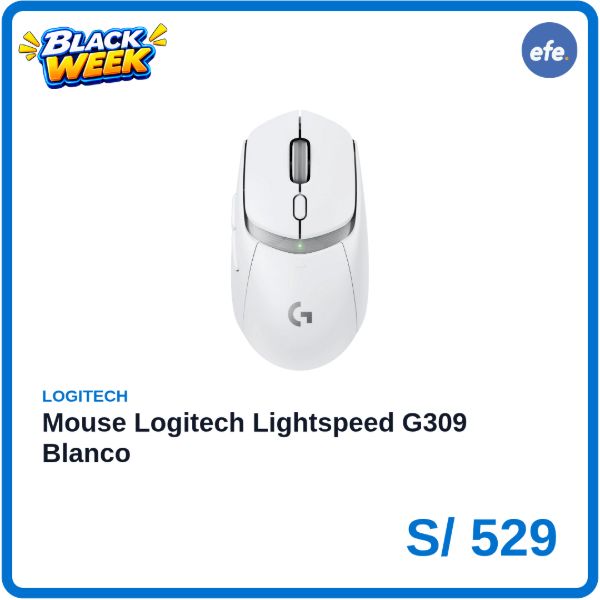 BLACK
WEEK
efe.
LOGITECH
Mouse Logitech Lightspeed G309
Blanco
S/ 529